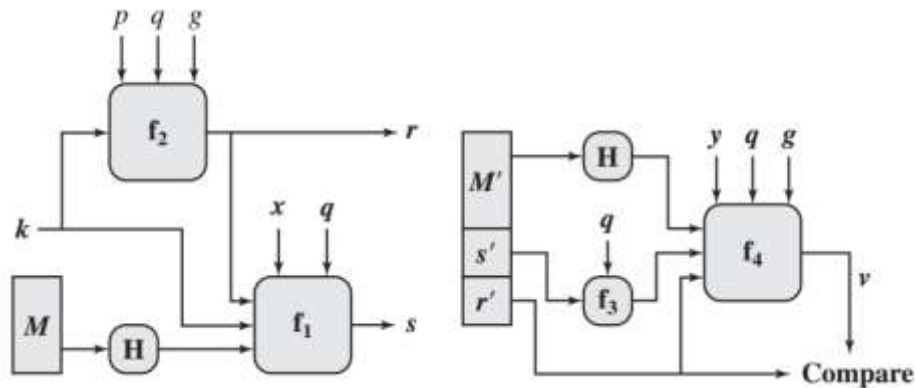 p q g
f₂
r
k
x q
M
H
f₁
s
M′
H
y q g
s′
q
f₃
f₄
r′
v
Compare